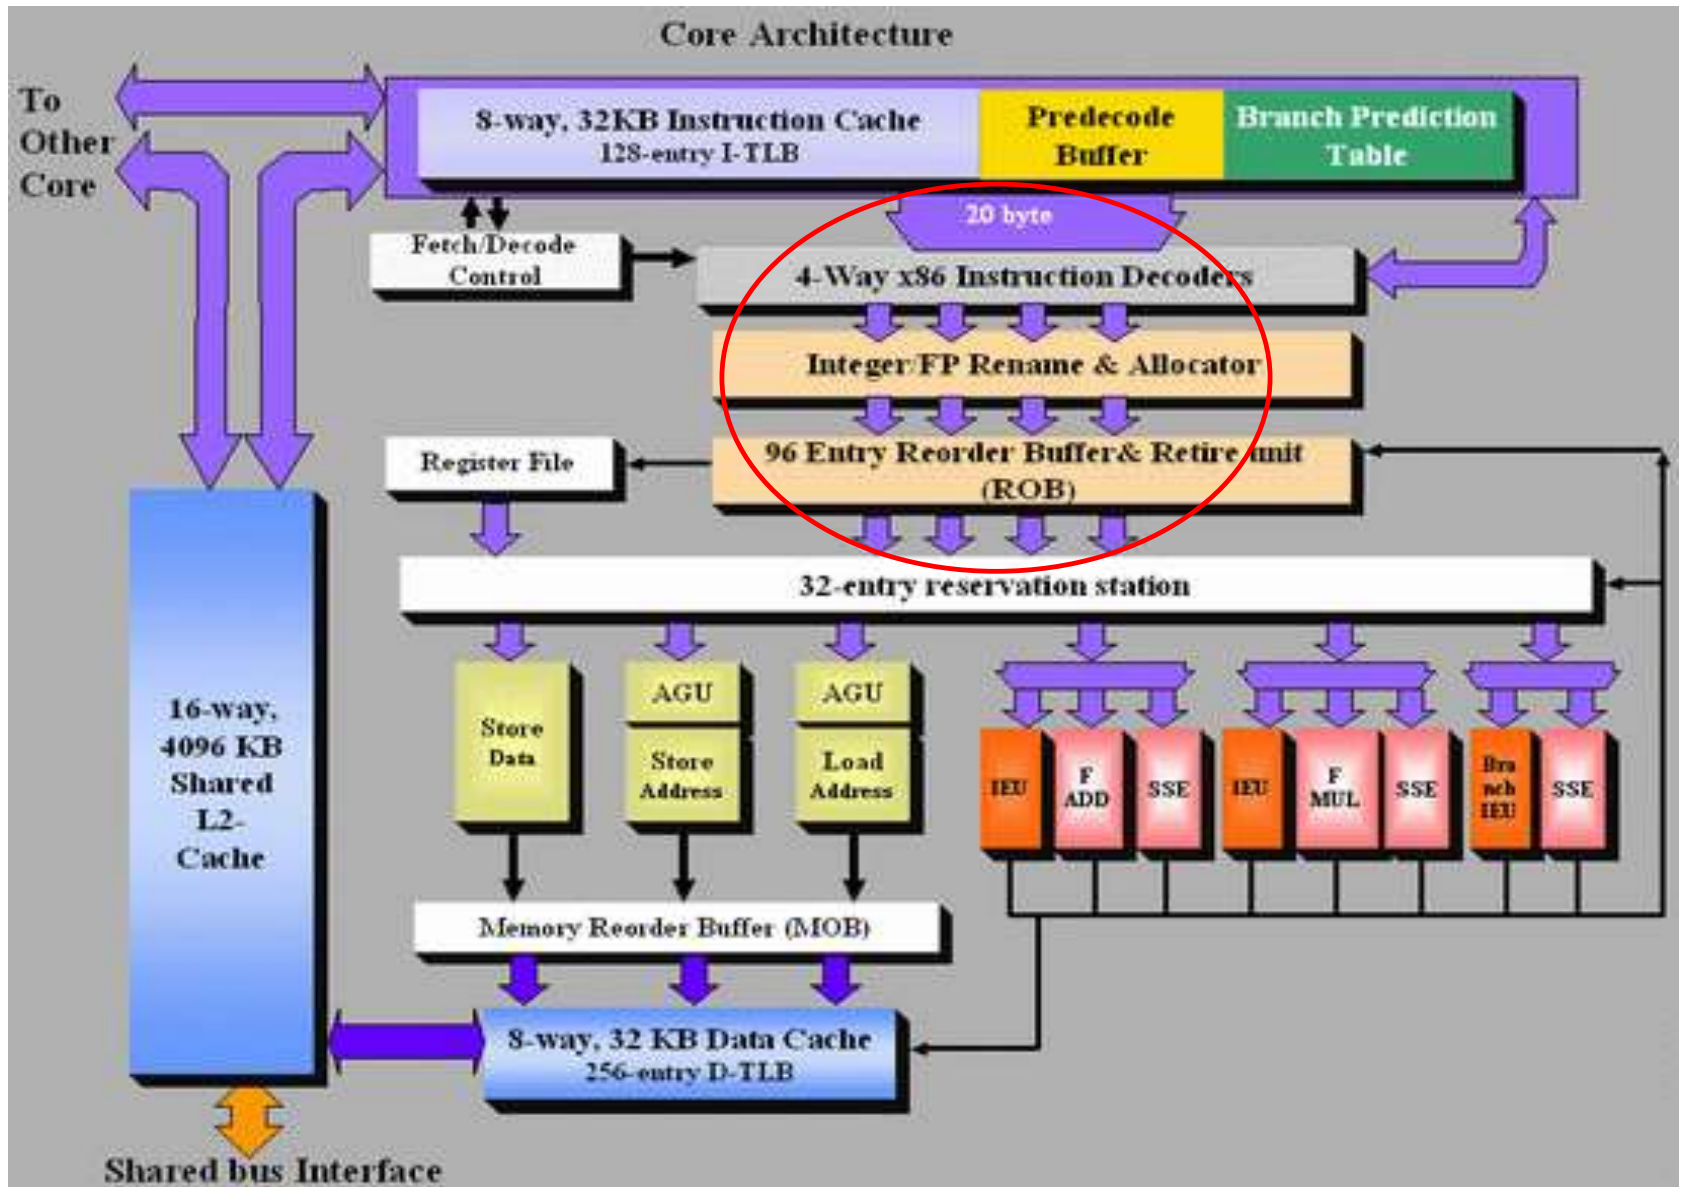 Core Architecture
To
Other
Core
8-way, 32KB Instruction Cache
128-entry I-TLB
Predecode
Buffer
Branch Prediction
Table
20 byte
Fetch/Decode
Control
4-Way x86 Instruction Decoders
Integer/FP Rename & Allocator
Register File
96 Entry Reorder Buffer& Retire unit
(ROB)
32-entry reservation station
16-way,
4096 KB
Shared
L2-
Cache
Store
Data
AGU
Store
Address
AGU
Load
Address
IEU
F
ADD
SSE
IEU
F
MUL
SSE
Bra
nch
IEU
SSE
Memory Reorder Buffer (MOB)
8-way, 32 KB Data Cache
256-entry D-TLB
Shared bus Interface